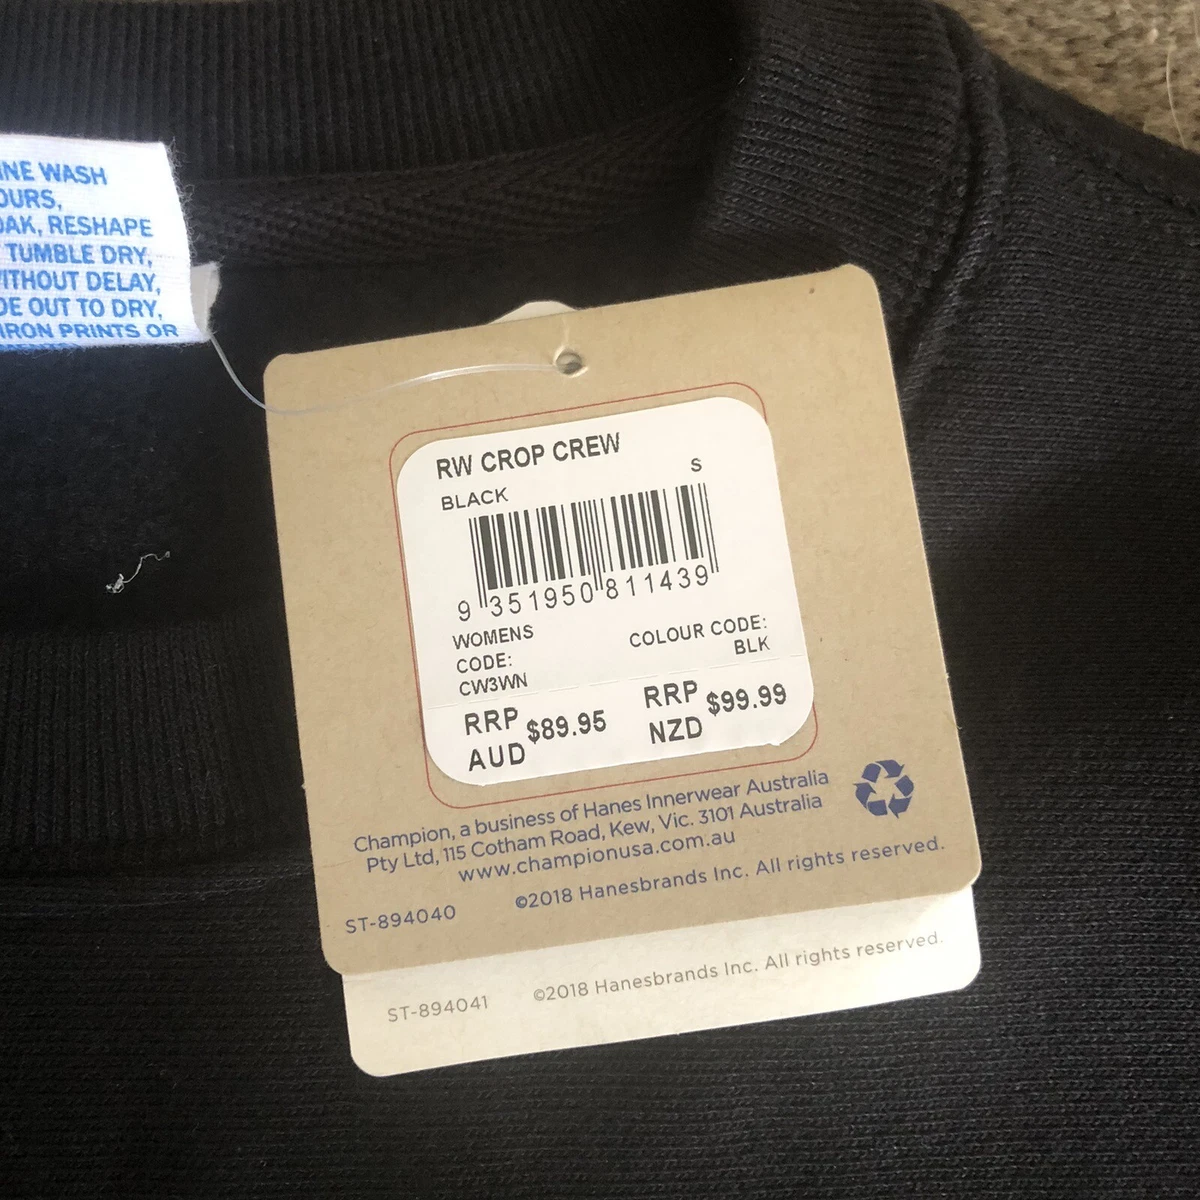 INE WASH
OURS,
OAK, RESHAPE
TUMBLE DRY,
ITHOUT DELAY,
DE OUT TO DRY,
IRON PRINTS OR
RW CROP CREW
BLACK
S
9 351950 811439
WOMENS
CODE:
CW3WN
COLOUR CODE:
BLK
RRP AUD $89.95
RRP NZD $99.99
Champion, a business of Hanes Innerwear Australia
Pty Ltd, 115 Cotham Road, Kew, Vic. 3101 Australia
www.championusa.com.au
ST-894040 ©2018 Hanesbrands Inc. All rights reserved.
ST-894041 ©2018 Hanesbrands Inc. All rights reserved.